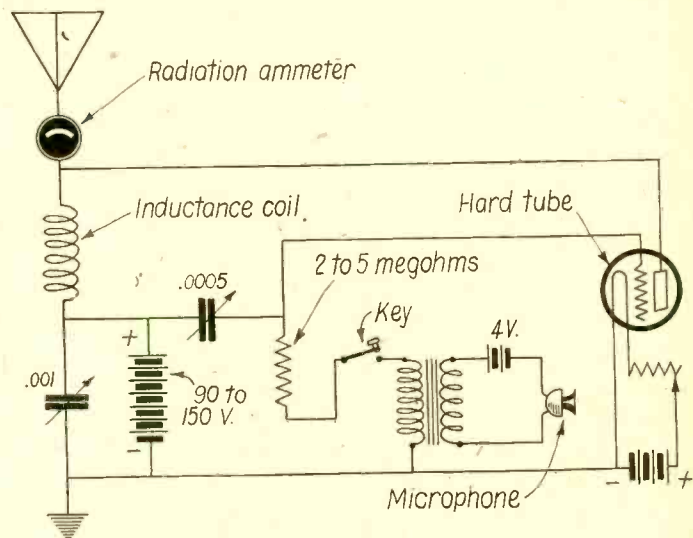 Radiation ammeter
Inductance coil
Hard tube
.0005
2 to 5 megohms
Key
4V.
+
.001
90 to
150 V.
-
- +
Microphone